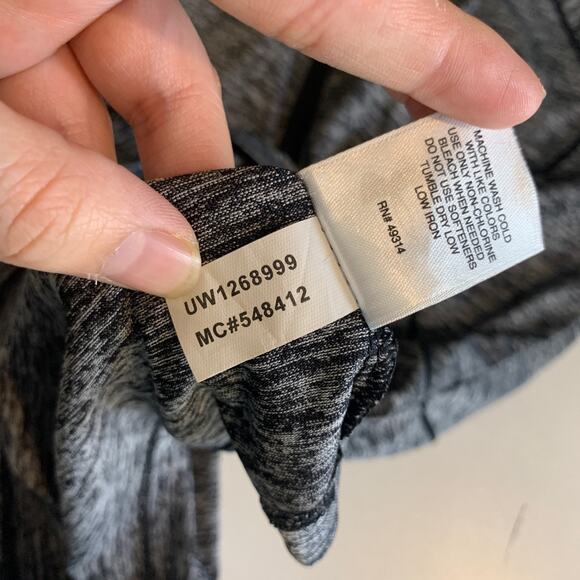 UW1268999
MC#548412
MACHINE WASH COLD
WITH LIKE COLORS
USE ONLY NON-CHLORINE
BLEACH WHEN NEEDED
DO NOT USE SOFTENERS
TUMBLE DRY LOW
LOW IRON
RN# 49314